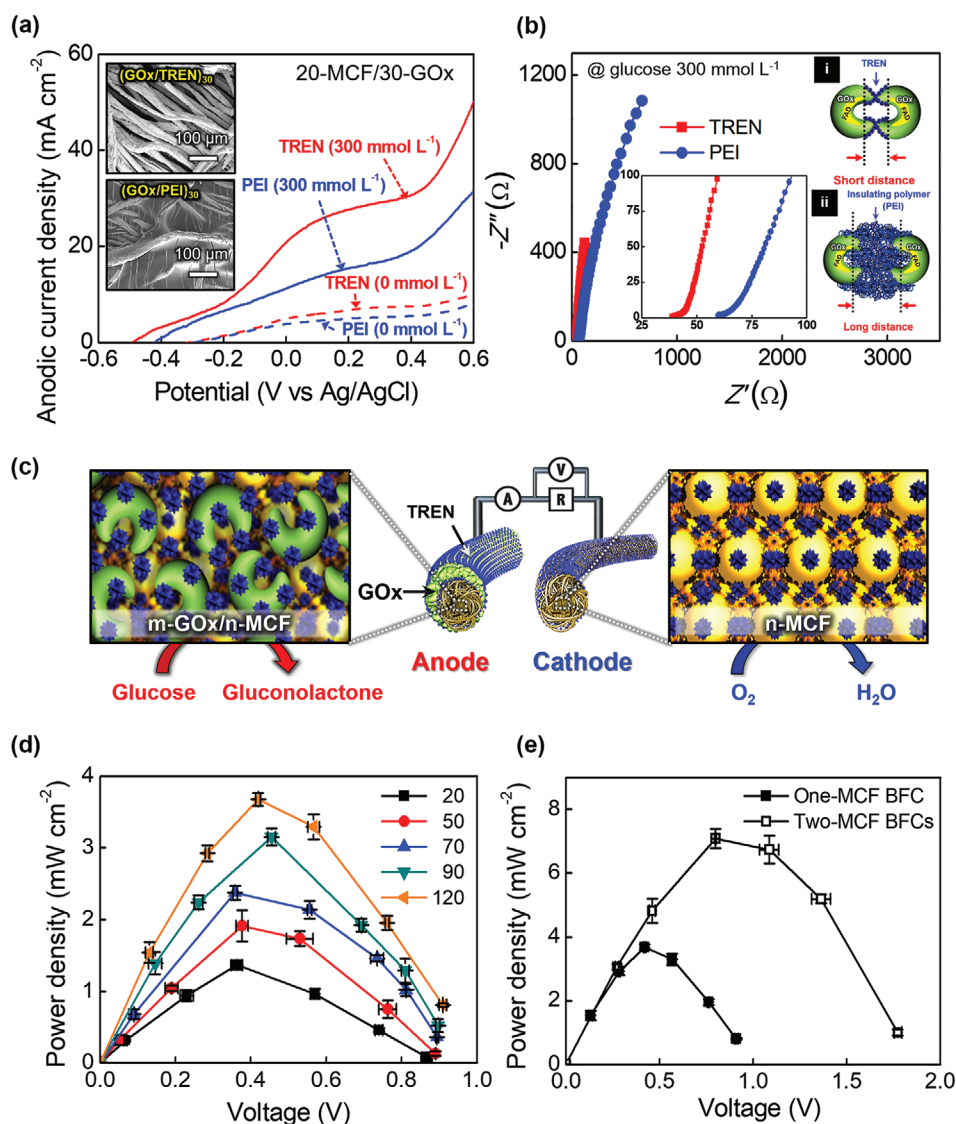 (a)
60
40
20
0
-0.6
-0.4
-0.2
0.0
0.2
0.4
0.6
Anodic current density (mA cm⁻²)
Potential (V vs Ag/AgCl)
20-MCF/30-GOx
(GOx/TREN)₃₀
100 µm
(GOx/PEI)₃₀
100 µm
TREN (300 mmol L⁻¹)
PEI (300 mmol L⁻¹)
TREN (0 mmol L⁻¹)
PEI (0 mmol L⁻¹)
(b)
1200
800
400
0
0
1000
2000
3000
-Z″(Ω)
Z′(Ω)
@ glucose 300 mmol L⁻¹
TREN
PEI
100
75
50
25
0
25
50
75
100
i
TREN
GOx
GOx
FAD
FAD
Short distance
ii
Insulating polymer
(PEI)
GOx
GOx
FAD
FAD
Long distance
(c)
m-GOx/n-MCF
Glucose
Gluconolactone
TREN
GOx
A
V
R
Anode
Cathode
n-MCF
O₂
H₂O
(d)
4
3
2
1
0
0.0
0.2
0.4
0.6
0.8
1.0
Power density (mW cm⁻²)
Voltage (V)
20
50
70
90
120
(e)
8
6
4
2
0
0.0
0.5
1.0
1.5
2.0
Power density (mW cm⁻²)
Voltage (V)
One-MCF BFC
Two-MCF BFCs